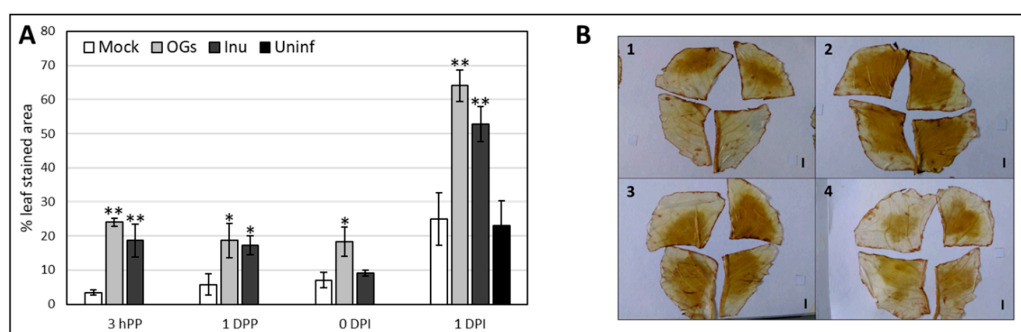 A
% leaf stained area
80
70
60
50
40
30
20
10
0
Mock OGs Inu Uninf
** ** * * * ** **
3 hPP 1 DPP 0 DPI 1 DPI
B
1 2
3 4